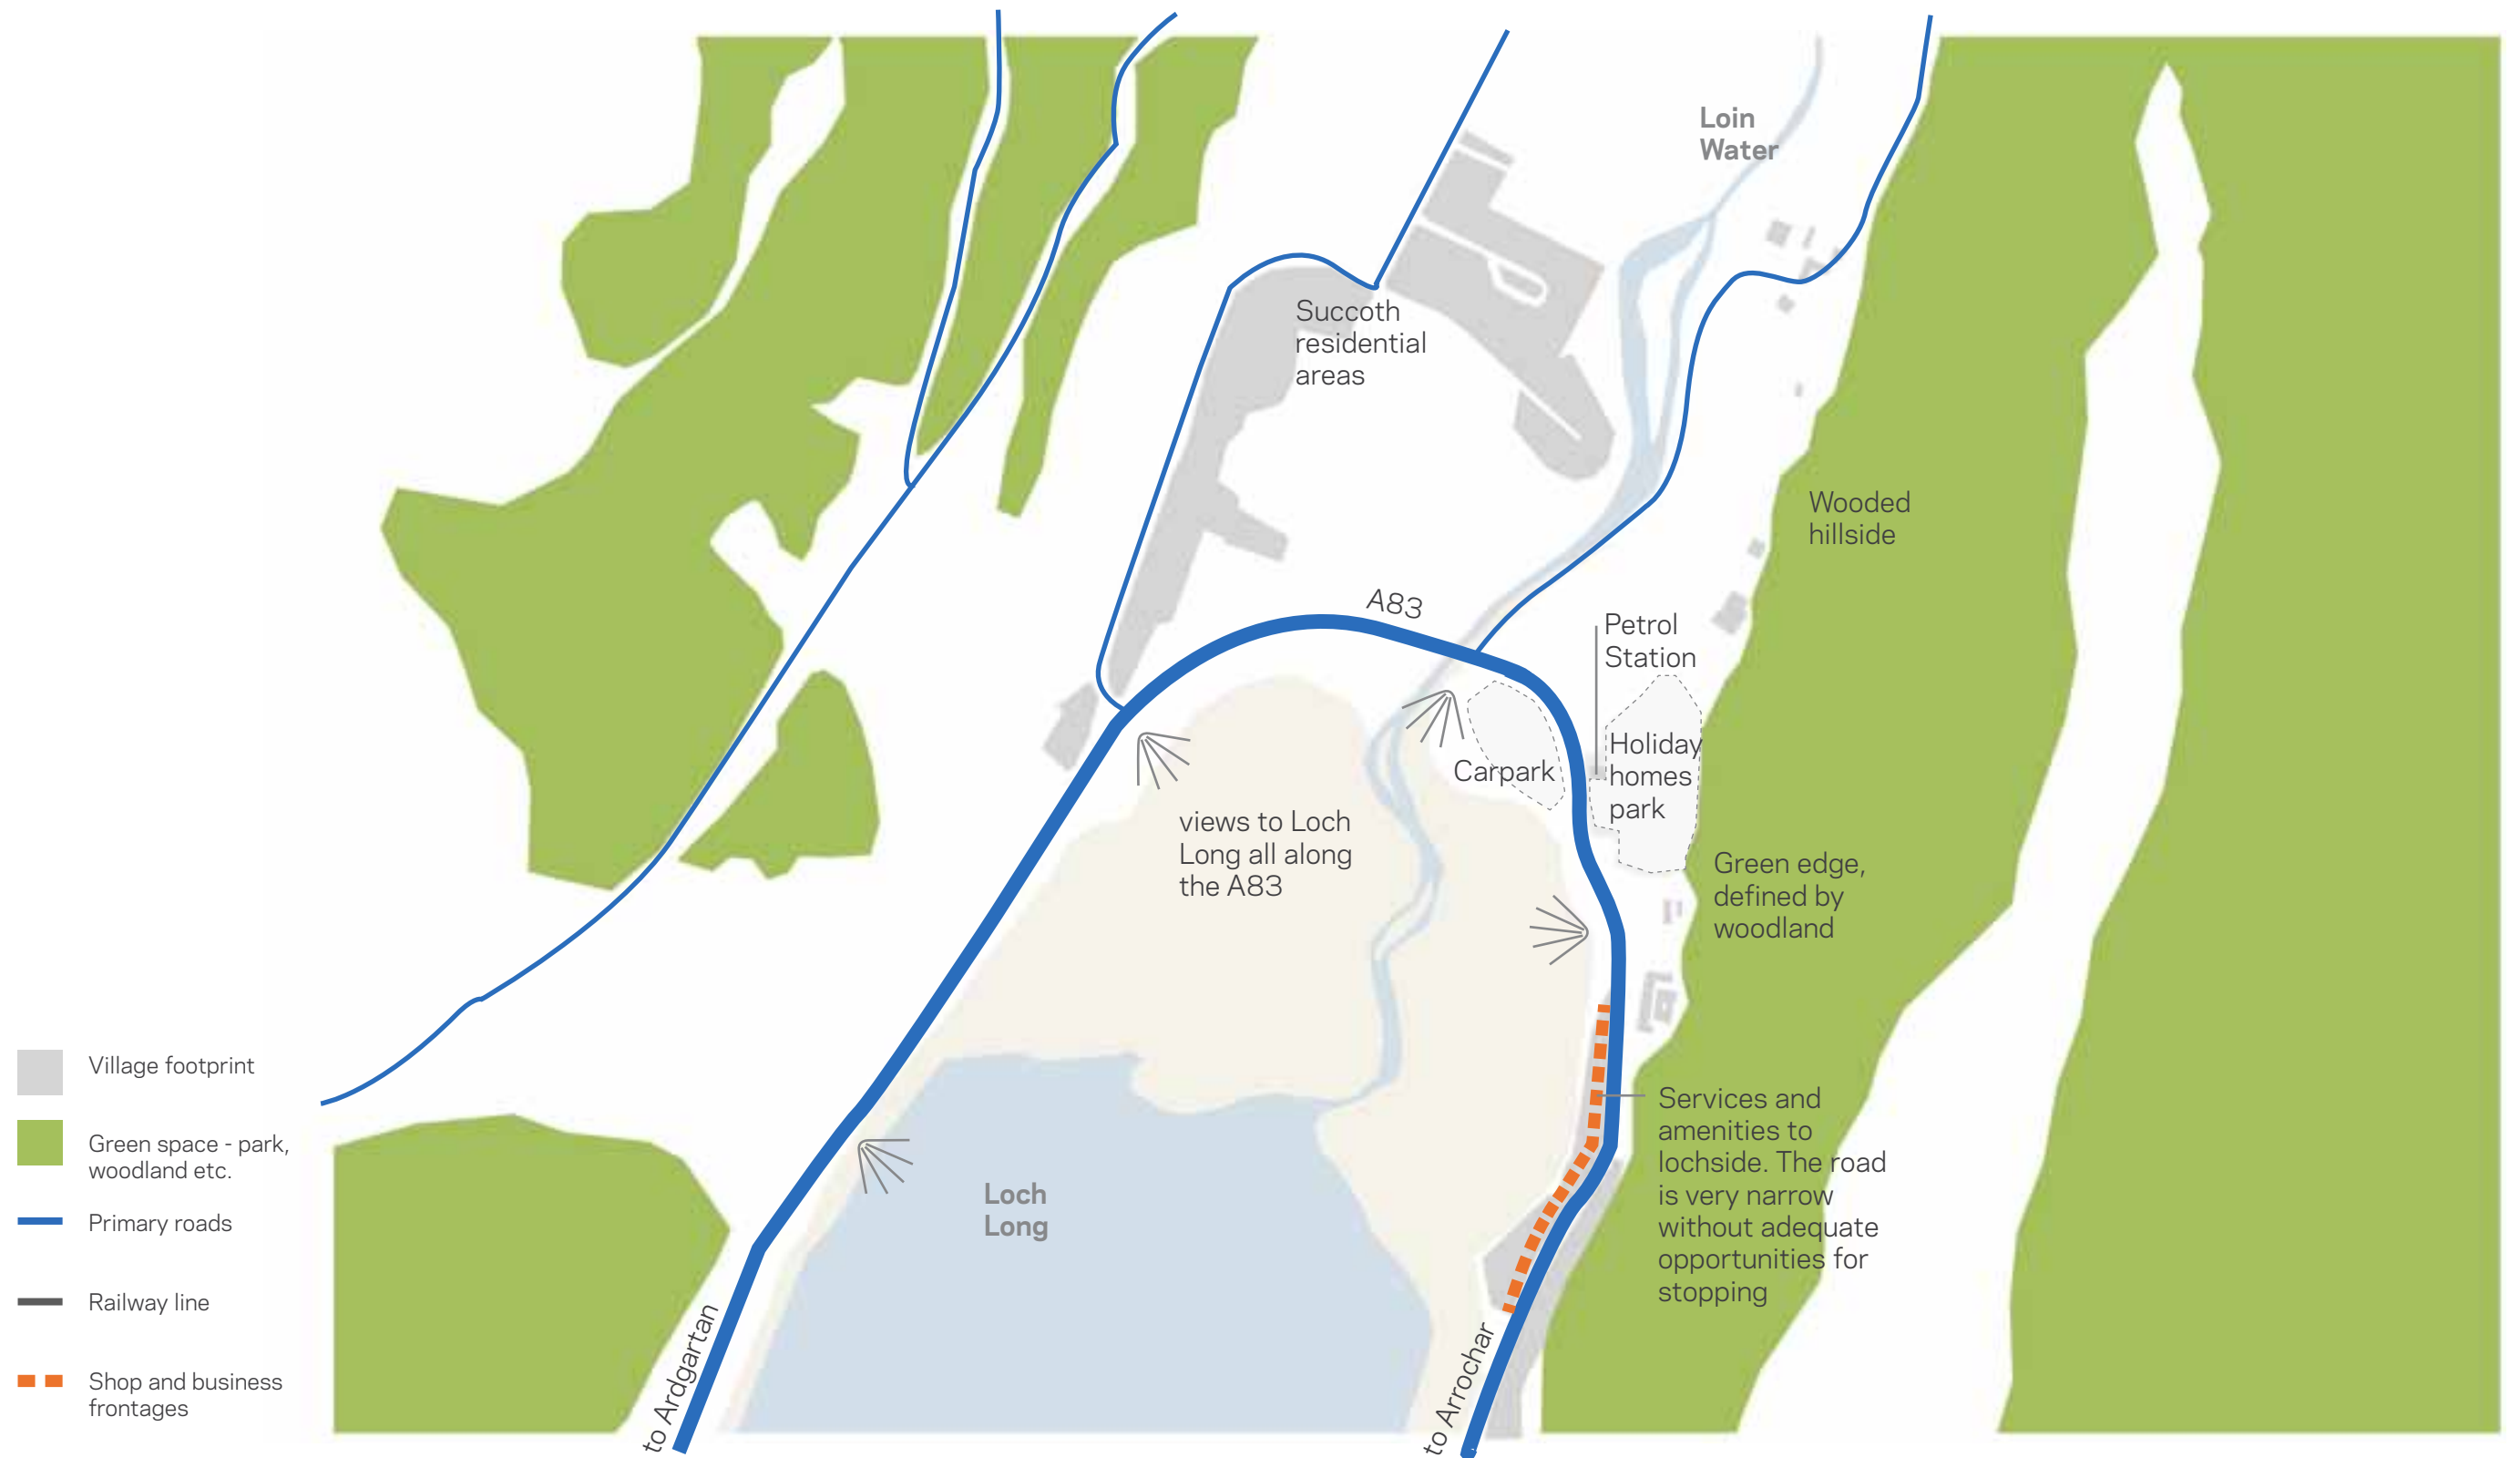 Loin
Water
Succoth
residential
areas
Wooded
hillside
A83
Petrol
Station
Holiday
homes
park
Carpark
views to Loch
Long all along
the A83
Green edge,
defined by
woodland
Services and
amenities to
lochside. The road
is very narrow
without adequate
opportunities for
stopping
Loch
Long
to Ardgartan
to Arrochar
Village footprint
Green space - park,
woodland etc.
Primary roads
Railway line
Shop and business
frontages